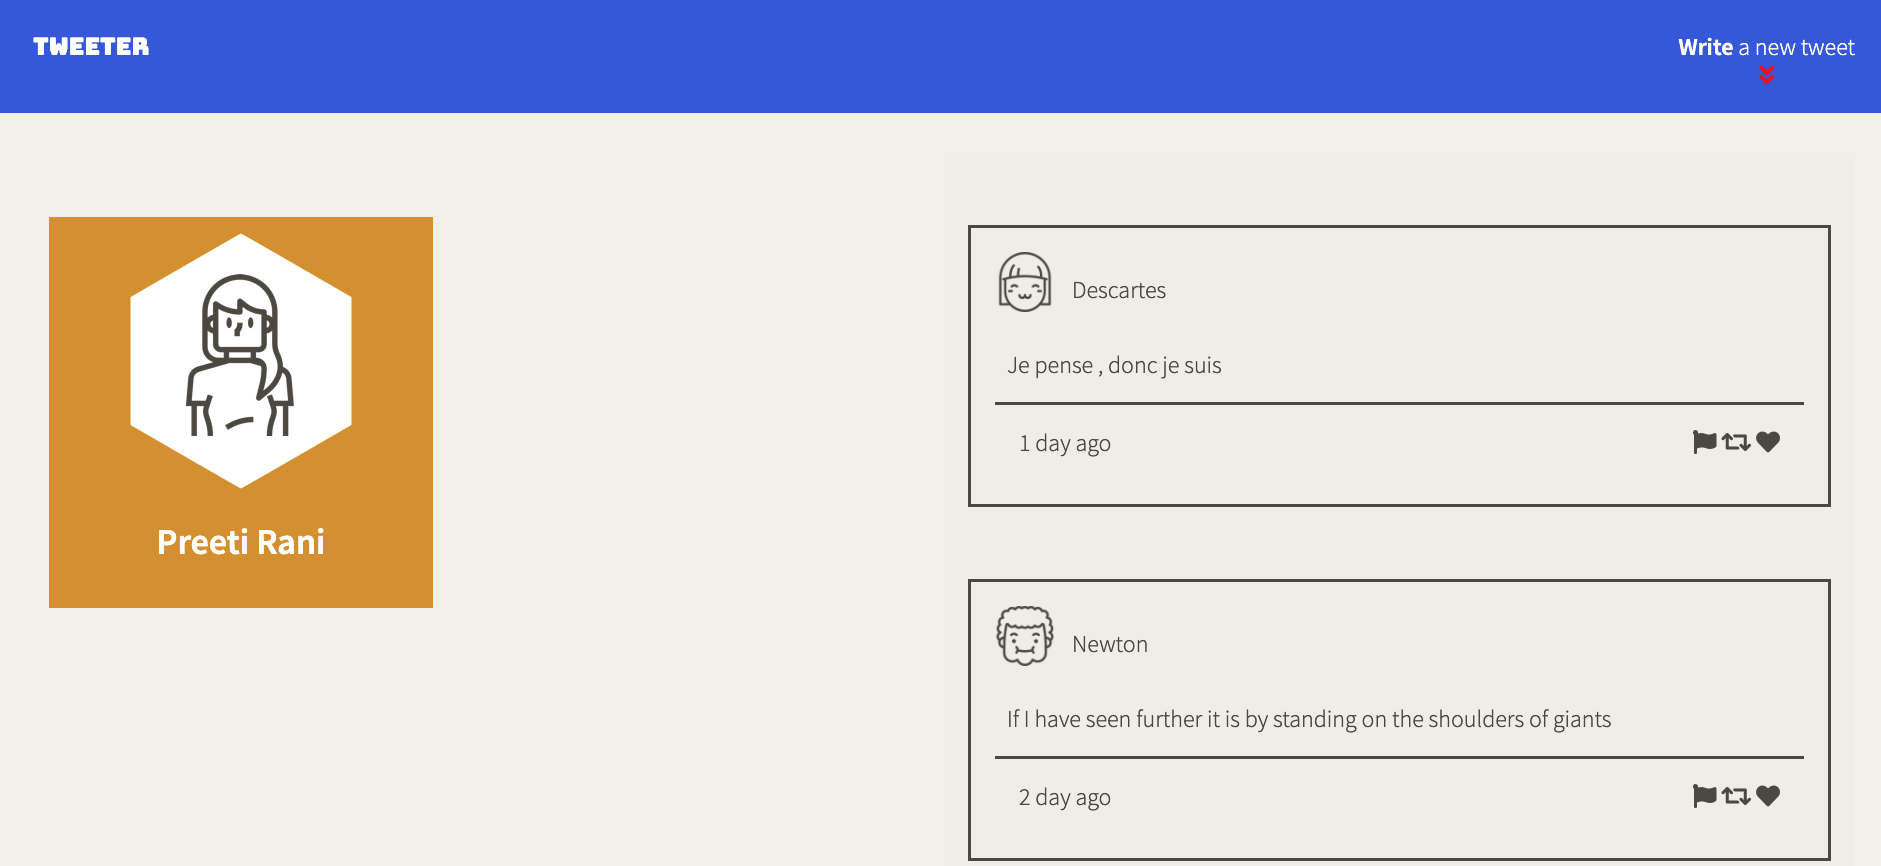 TWEETER
Write a new tweet
Preeti Rani
Descartes
Je pense , donc je suis
1 day ago
Newton
If I have seen further it is by standing on the shoulders of giants
2 day ago